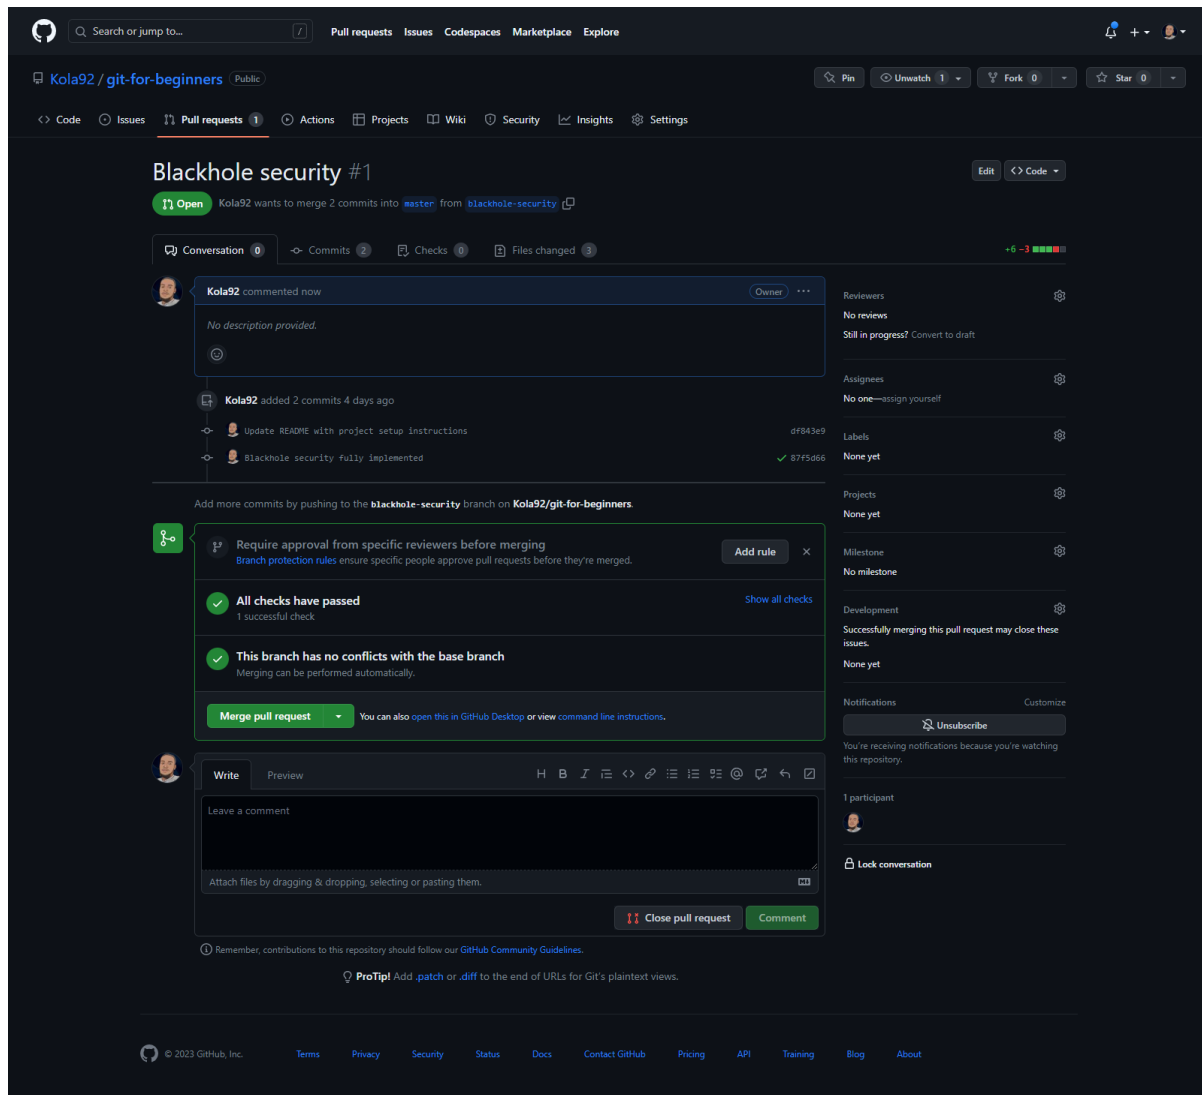 Search or jump to... /
Pull requests Issues Codespaces Marketplace Explore
Kola92 / git-for-beginners Public
Pin Unwatch 1 Fork 0 Star 0
Code Issues Pull requests 1 Actions Projects Wiki Security Insights Settings
Blackhole security #1
Edit Code
Open Kola92 wants to merge 2 commits into master from blackhole-security
Conversation 0 Commits 2 Checks 0 Files changed 3
+6 −3
Kola92 commented now
Owner
No description provided.
Kola92 added 2 commits 4 days ago
Update README with project setup instructions df843e9
Blackhole security fully implemented 87f5d66
Add more commits by pushing to the blackhole-security branch on Kola92/git-for-beginners.
Require approval from specific reviewers before merging
Branch protection rules ensure specific people approve pull requests before they're merged.
Add rule
All checks have passed
1 successful check
Show all checks
This branch has no conflicts with the base branch
Merging can be performed automatically.
Merge pull request
You can also open this in GitHub Desktop or view command line instructions.
Write Preview
H B I
Leave a comment
Attach files by dragging & dropping, selecting or pasting them.
Close pull request Comment
Remember, contributions to this repository should follow our GitHub Community Guidelines.
ProTip! Add .patch or .diff to the end of URLs for Git's plaintext views.
Reviewers
No reviews
Still in progress? Convert to draft
Assignees
No one—assign yourself
Labels
None yet
Projects
None yet
Milestone
No milestone
Development
Successfully merging this pull request may close these
issues.
None yet
Notifications Customize
Unsubscribe
You're receiving notifications because you're watching
this repository.
1 participant
Lock conversation
© 2023 GitHub, Inc. Terms Privacy Security Status Docs Contact GitHub Pricing API Training Blog About